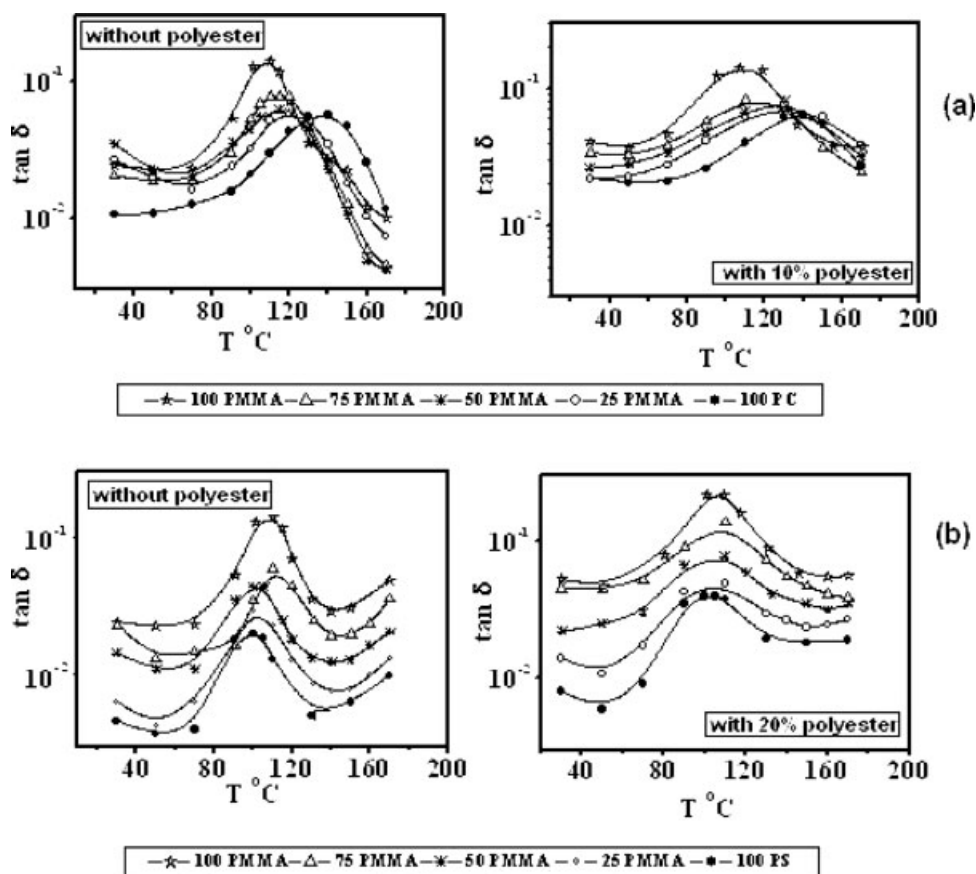 without polyester
10⁻¹
10⁻²
tan δ
40 80 120 160 200
T °C
10⁻¹
10⁻²
tan δ
with 10% polyester
40 80 120 160 200
T °C
(a)
100 PMMA 75 PMMA 50 PMMA 25 PMMA 100 PC
without polyester
10⁻¹
10⁻²
tan δ
40 80 120 160 200
T °C
10⁻¹
10⁻²
tan δ
with 20% polyester
40 80 120 160 200
T °C
(b)
100 PMMA 75 PMMA 50 PMMA 25 PMMA 100 PS